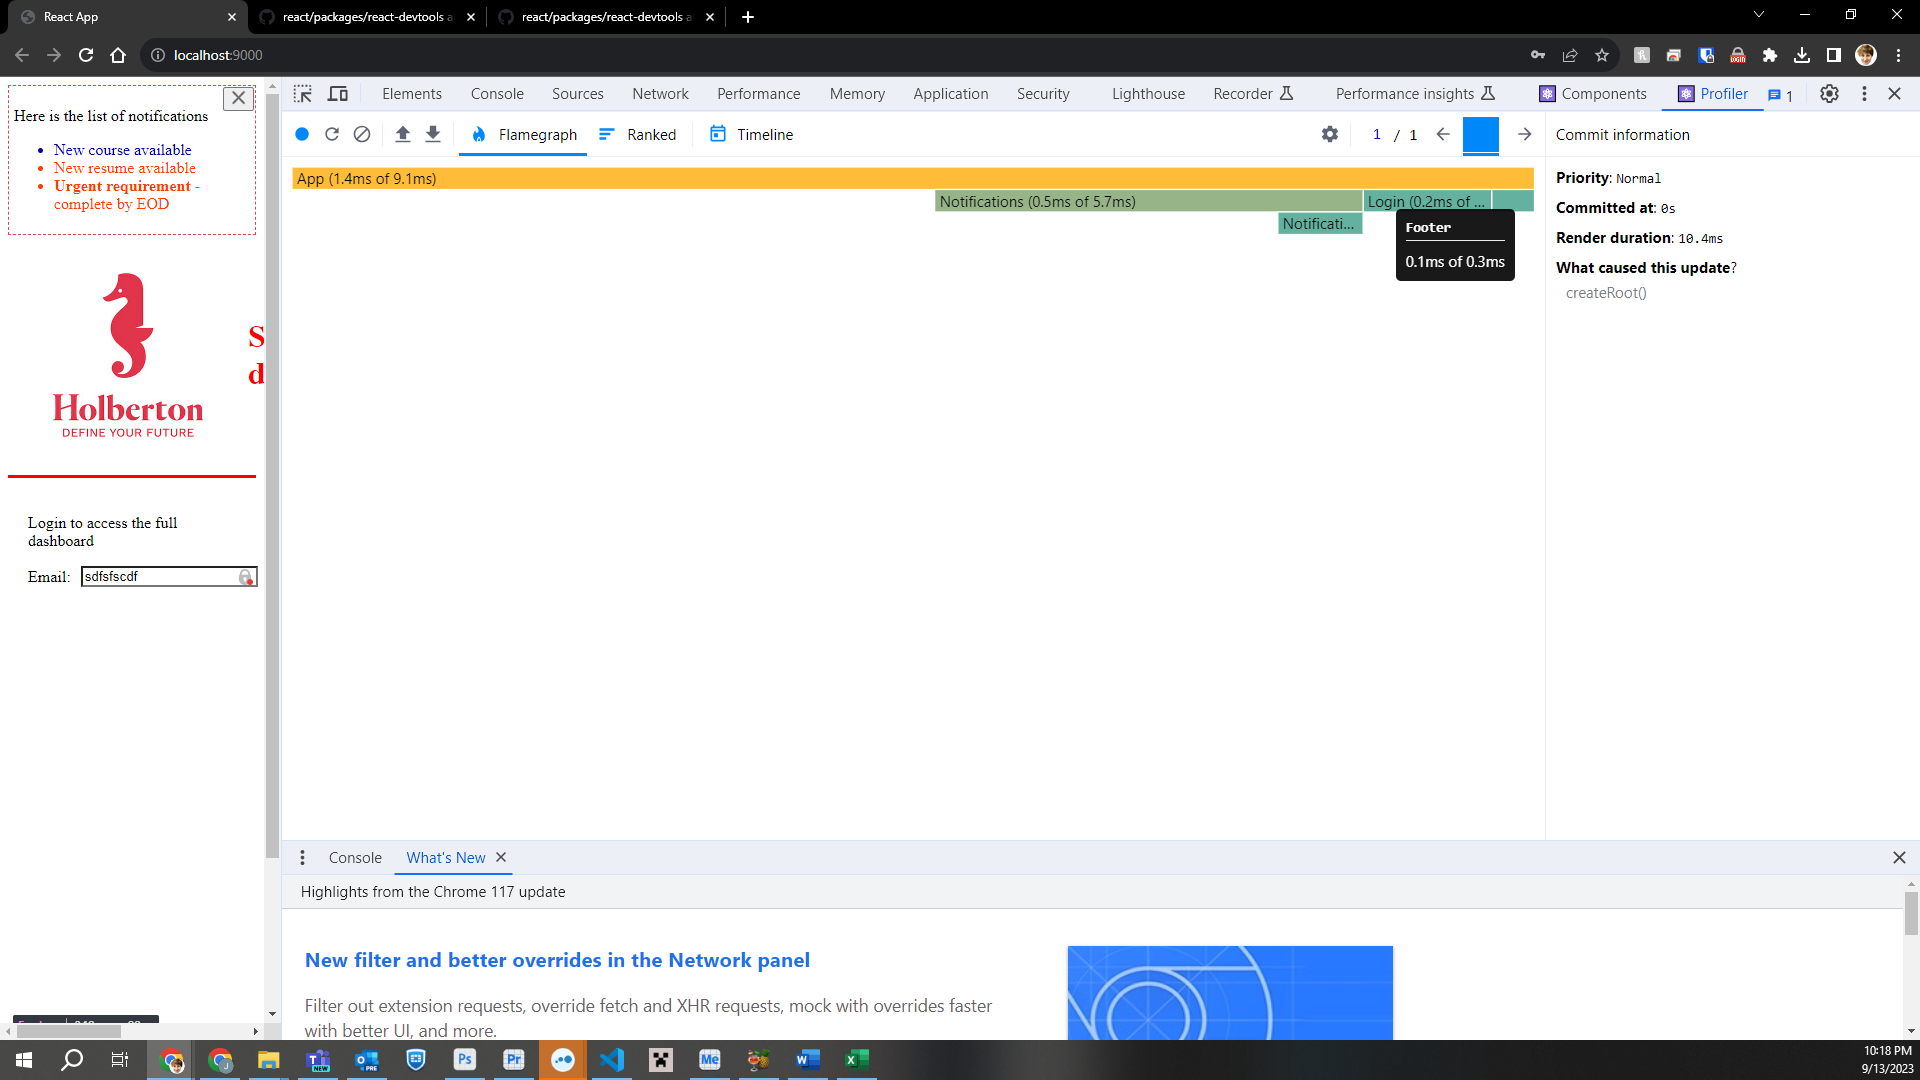 React App
react/packages/react-devtools a
react/packages/react-devtools a
localhost:9000
Here is the list of notifications
New course available
New resume available
Urgent requirement -
complete by EOD
Holberton
DEFINE YOUR FUTURE
S
d
Login to access the full
dashboard
Email: sdfsfscdf
Elements Console Sources Network Performance Memory Application Security Lighthouse Recorder Performance insights Components Profiler 1
Flamegraph Ranked Timeline 1 / 1
App (1.4ms of 9.1ms)
Notifications (0.5ms of 5.7ms) Login (0.2ms of ...
Notificati...
Footer
0.1ms of 0.3ms
Commit information
Priority: Normal
Committed at: 0s
Render duration: 10.4ms
What caused this update?
createRoot()
Console What's New
Highlights from the Chrome 117 update
New filter and better overrides in the Network panel
Filter out extension requests, override fetch and XHR requests, mock with overrides faster
with better UI, and more.
LOGIN
J
NEW
PRE
Ps
Pr
Me
W
X
10:18 PM
9/13/2023